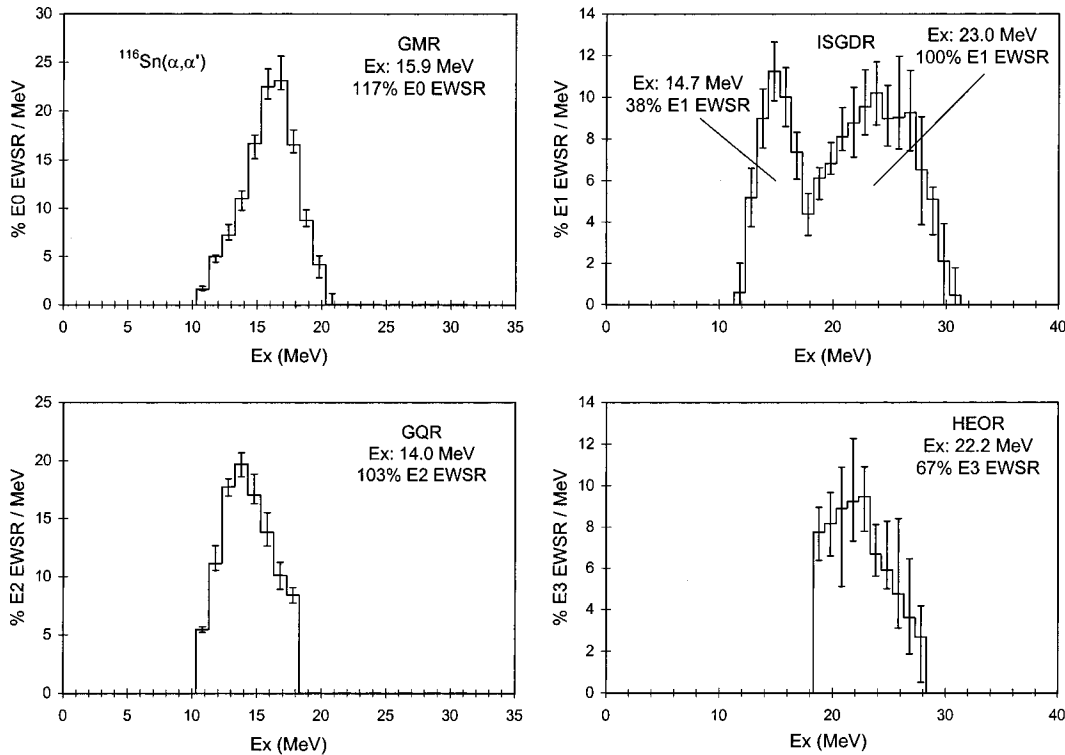 30
25
20
15
10
5
0
% E0 EWSR / MeV
¹¹⁶Sn(α,α')
GMR
Ex: 15.9 MeV
117% E0 EWSR
0 5 10 15 20 25 30 35
Ex (MeV)
14
12
10
8
6
4
2
0
% E1 EWSR / MeV
ISGDR
Ex: 23.0 MeV
100% E1 EWSR
Ex: 14.7 MeV
38% E1 EWSR
0 10 20 30 40
Ex (MeV)
25
20
15
10
5
0
% E2 EWSR / MeV
GQR
Ex: 14.0 MeV
103% E2 EWSR
0 5 10 15 20 25 30 35
Ex (MeV)
14
12
10
8
6
4
2
0
% E3 EWSR / MeV
HEOR
Ex: 22.2 MeV
67% E3 EWSR
0 10 20 30 40
Ex (MeV)